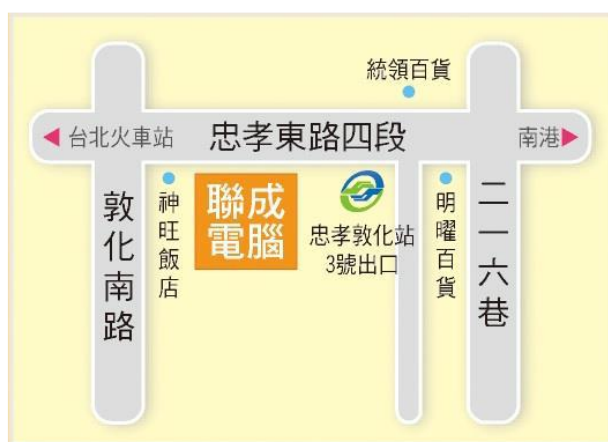 統領百貨
台北火車站
忠孝東路四段
南港
敦化南路
神旺飯店
聯成
電腦
忠孝敦化站
3號出口
明曜百貨
二一六巷